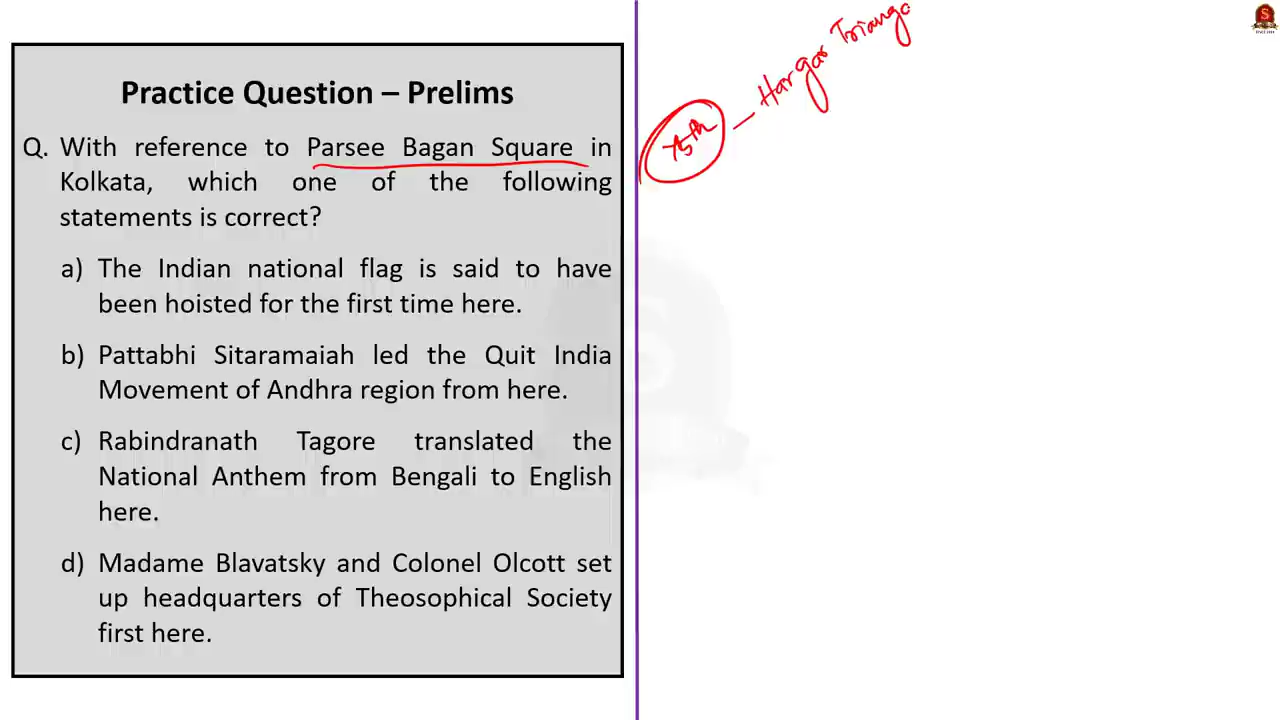 Practice Question – Prelims
Q. With reference to Parsee Bagan Square in
Kolkata, which one of the following
statements is correct?
a) The Indian national flag is said to have
been hoisted for the first time here.
b) Pattabhi Sitaramaiah led the Quit India
Movement of Andhra region from here.
c) Rabindranath Tagore translated the
National Anthem from Bengali to English
here.
d) Madame Blavatsky and Colonel Olcott set
up headquarters of Theosophical Society
first here.
75th – Hargar Trianga
S